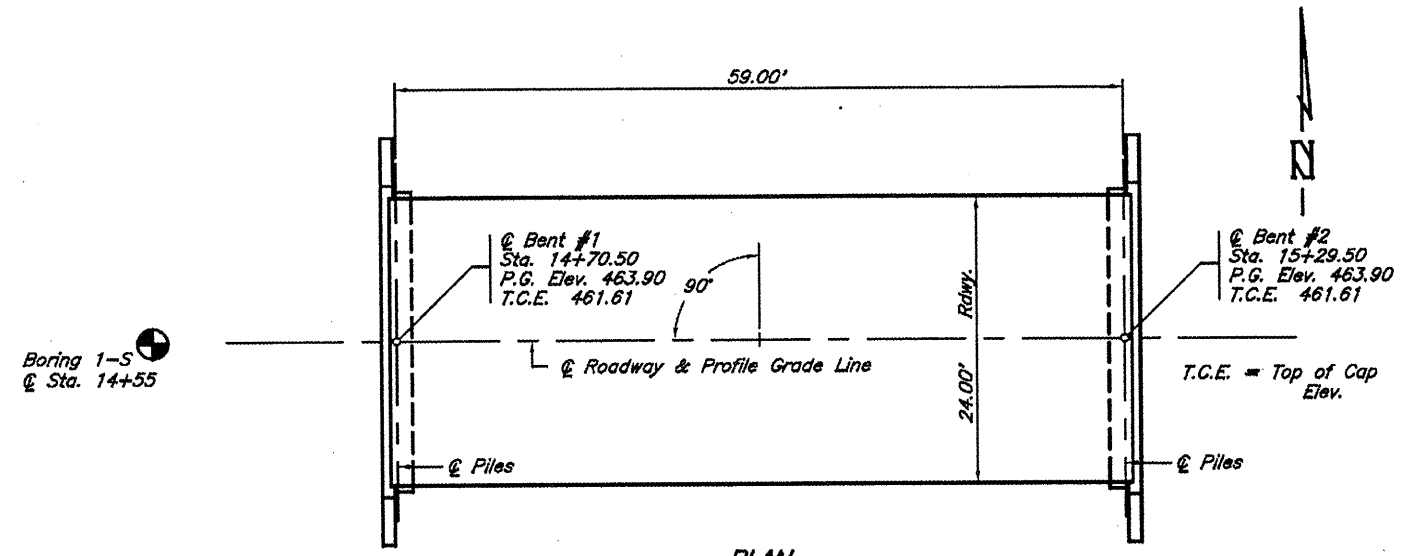 59.00'
N
℄ Bent #1
Sta. 14+70.50
P.G. Elev. 463.90
T.C.E. 461.61
90°
Rdwy.
24.00'
℄ Bent #2
Sta. 15+29.50
P.G. Elev. 463.90
T.C.E. 461.61
Boring 1-S
℄ Sta. 14+55
℄ Roadway & Profile Grade Line
T.C.E. = Top of Cap
Elev.
℄ Piles
℄ Piles
PLAN